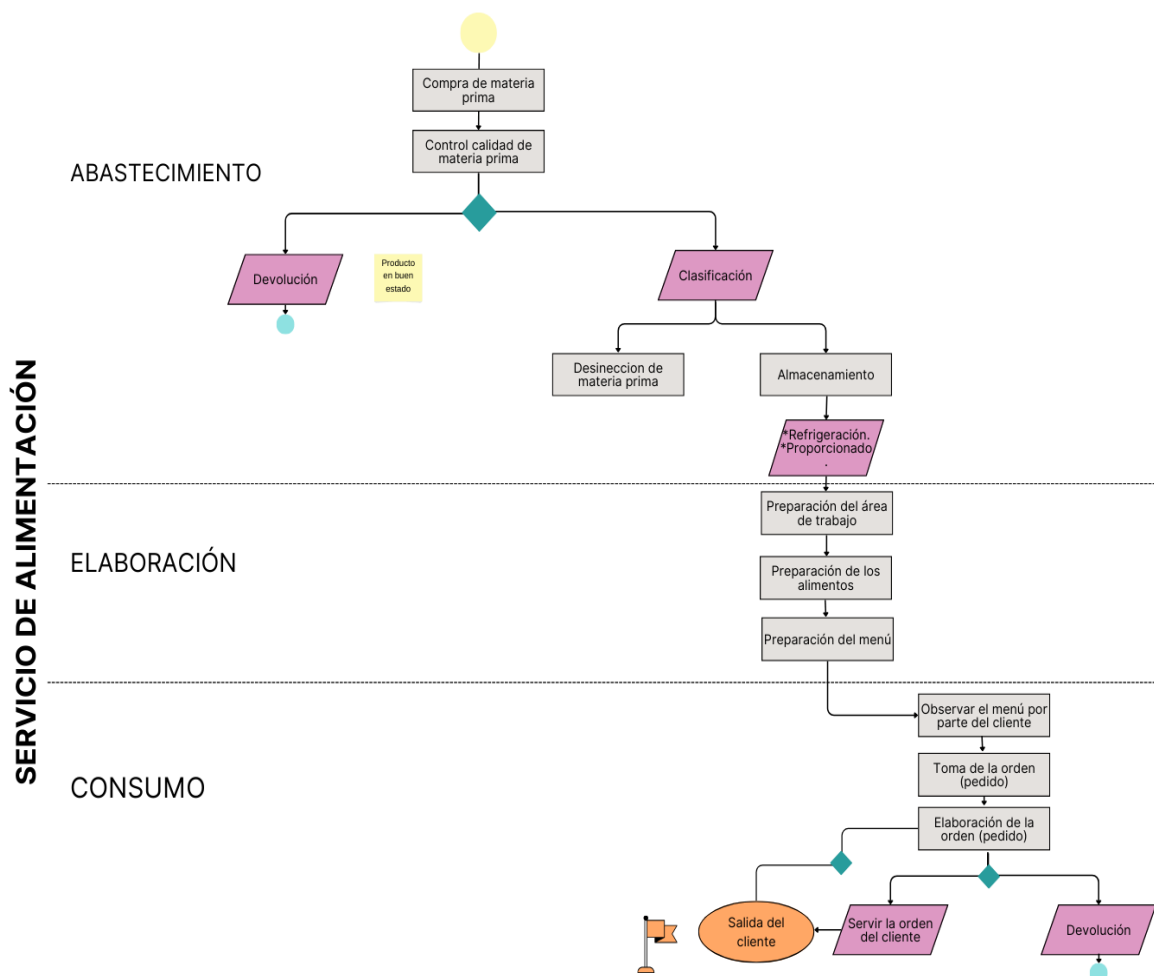 SERVICIO DE ALIMENTACIÓN
ABASTECIMIENTO
Compra de materia
prima
Control calidad de
materia prima
Devolución
Producto
en buen
estado
Clasificación
Desineccion de
materia prima
Almacenamiento
*Refrigeración.
*Proporcionado
.
ELABORACIÓN
Preparación del área
de trabajo
Preparación de los
alimentos
Preparación del menú
CONSUMO
Observar el menú por
parte del cliente
Toma de la orden
(pedido)
Elaboración de la
orden (pedido)
Salida del
cliente
Servir la orden
del cliente
Devolución